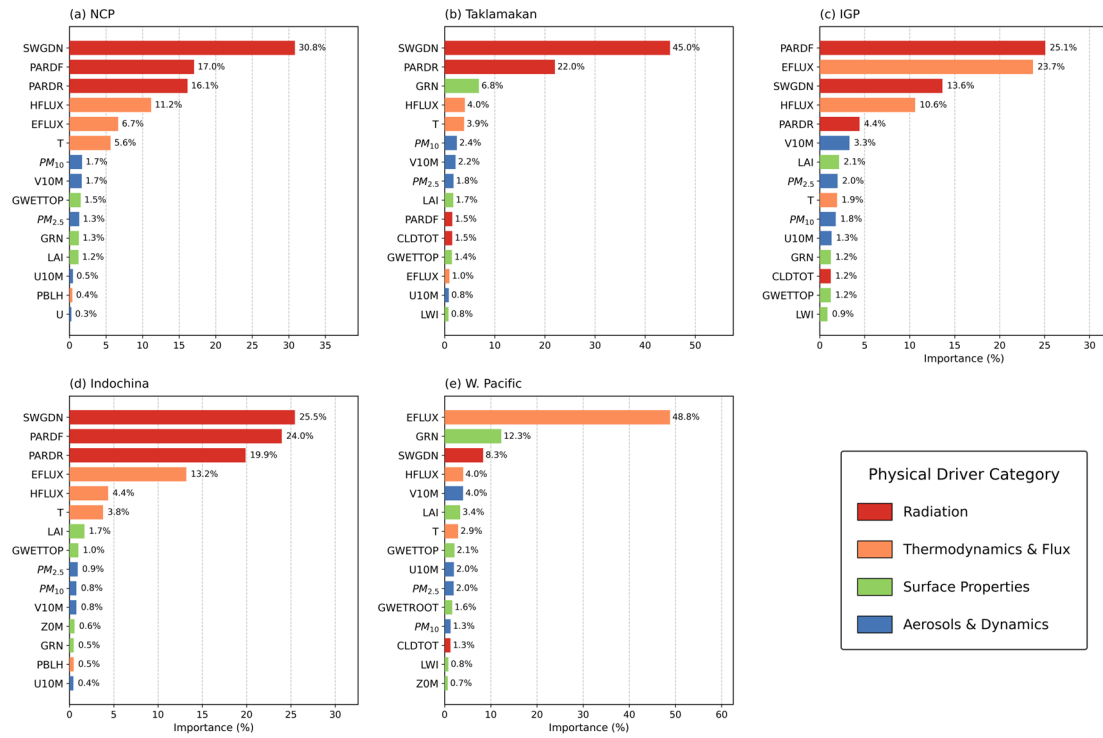 (a) NCP
SWGDN 30.8%
PARDF 17.0%
PARDR 16.1%
HFLUX 11.2%
EFLUX 6.7%
T 5.6%
PM10 1.7%
V10M 1.7%
GWETTOP 1.5%
PM2.5 1.3%
GRN 1.3%
LAI 1.2%
U10M 0.5%
PBLH 0.4%
U 0.3%
0 5 10 15 20 25 30 35
(b) Taklamakan
SWGDN 45.0%
PARDR 22.0%
GRN 6.8%
HFLUX 4.0%
T 3.9%
PM10 2.4%
V10M 2.2%
PM2.5 1.8%
LAI 1.7%
PARDF 1.5%
CLDTOT 1.5%
GWETTOP 1.4%
EFLUX 1.0%
U10M 0.8%
LWI 0.8%
0 10 20 30 40 50
(c) IGP
PARDF 25.1%
EFLUX 23.7%
SWGDN 13.6%
HFLUX 10.6%
PARDR 4.4%
V10M 3.3%
LAI 2.1%
PM2.5 2.0%
T 1.9%
PM10 1.8%
U10M 1.3%
GRN 1.2%
CLDTOT 1.2%
GWETTOP 1.2%
LWI 0.9%
0 5 10 15 20 25 30
Importance (%)
(d) Indochina
SWGDN 25.5%
PARDF 24.0%
PARDR 19.9%
EFLUX 13.2%
HFLUX 4.4%
T 3.8%
LAI 1.7%
GWETTOP 1.0%
PM2.5 0.9%
PM10 0.8%
V10M 0.8%
Z0M 0.6%
GRN 0.5%
PBLH 0.5%
U10M 0.4%
0 5 10 15 20 25 30
Importance (%)
(e) W. Pacific
EFLUX 48.8%
GRN 12.3%
SWGDN 8.3%
HFLUX 4.0%
V10M 4.0%
LAI 3.4%
T 2.9%
GWETTOP 2.1%
U10M 2.0%
PM2.5 2.0%
GWETROOT 1.6%
PM10 1.3%
CLDTOT 1.3%
LWI 0.8%
Z0M 0.7%
0 10 20 30 40 50 60
Importance (%)
Physical Driver Category
Radiation
Thermodynamics & Flux
Surface Properties
Aerosols & Dynamics